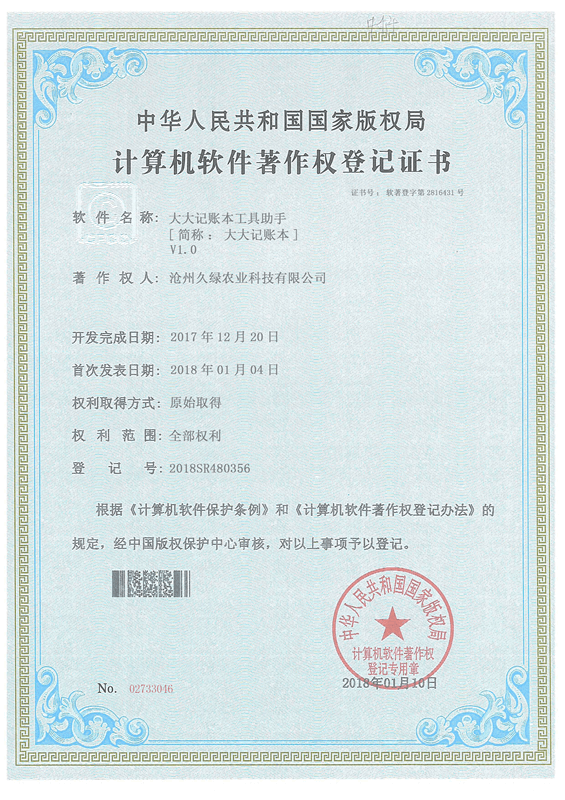 中华人民共和国国家版权局
计算机软件著作权登记证书
证书号： 软著登字第2816431号
软件名称： 大大记账本工具助手
[简称： 大大记账本]
V1.0
著作权人： 沧州久绿农业科技有限公司
开发完成日期： 2017年12月20日
首次发表日期： 2018年01月04日
权利取得方式： 原始取得
权利范围： 全部权利
登记号： 2018SR480356
根据《计算机软件保护条例》和《计算机软件著作权登记办法》的
规定，经中国版权保护中心审核，对以上事项予以登记。
中华人民共和国国家版权局
计算机软件著作权
登记专用章
2018年01月10日
No. 02733046